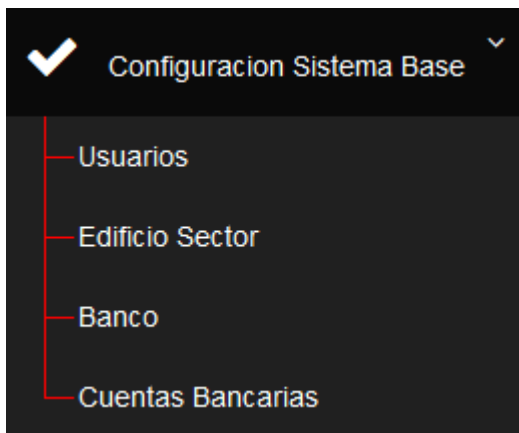 Configuracion Sistema Base
Usuarios
Edificio Sector
Banco
Cuentas Bancarias